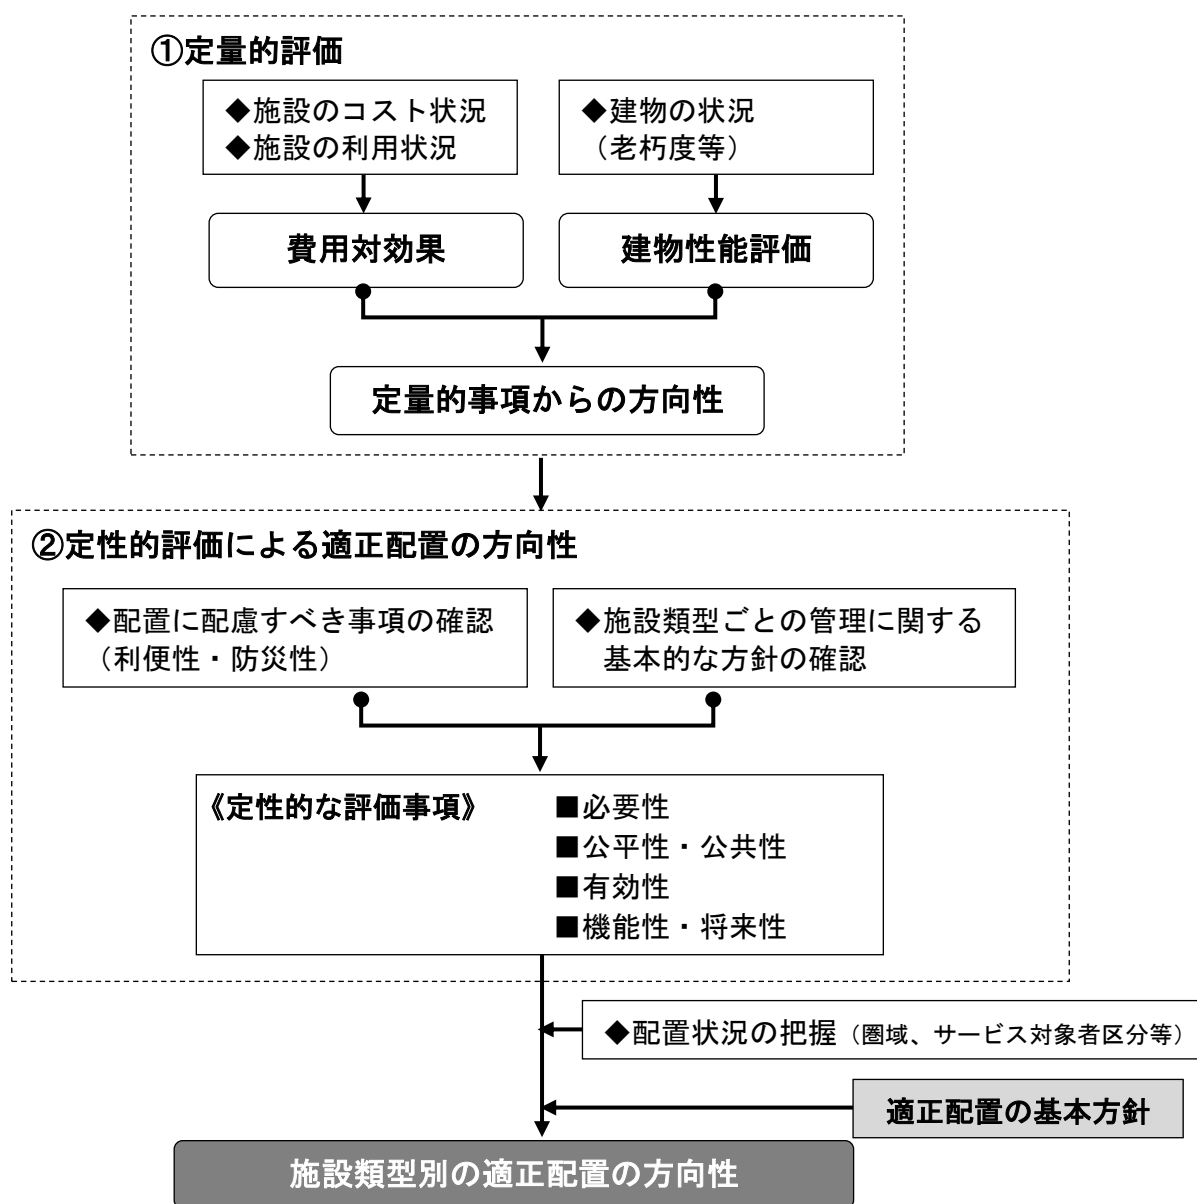 ①定量的評価
◆施設のコスト状況
◆施設の利用状況
◆建物の状況
（老朽度等）
費用対効果
建物性能評価
定量的事項からの方向性
②定性的評価による適正配置の方向性
◆配置に配慮すべき事項の確認
（利便性・防災性）
◆施設類型ごとの管理に関する
基本的な方針の確認
《定性的な評価事項》
■必要性
■公平性・公共性
■有効性
■機能性・将来性
◆配置状況の把握（圏域、サービス対象者区分等）
適正配置の基本方針
施設類型別の適正配置の方向性